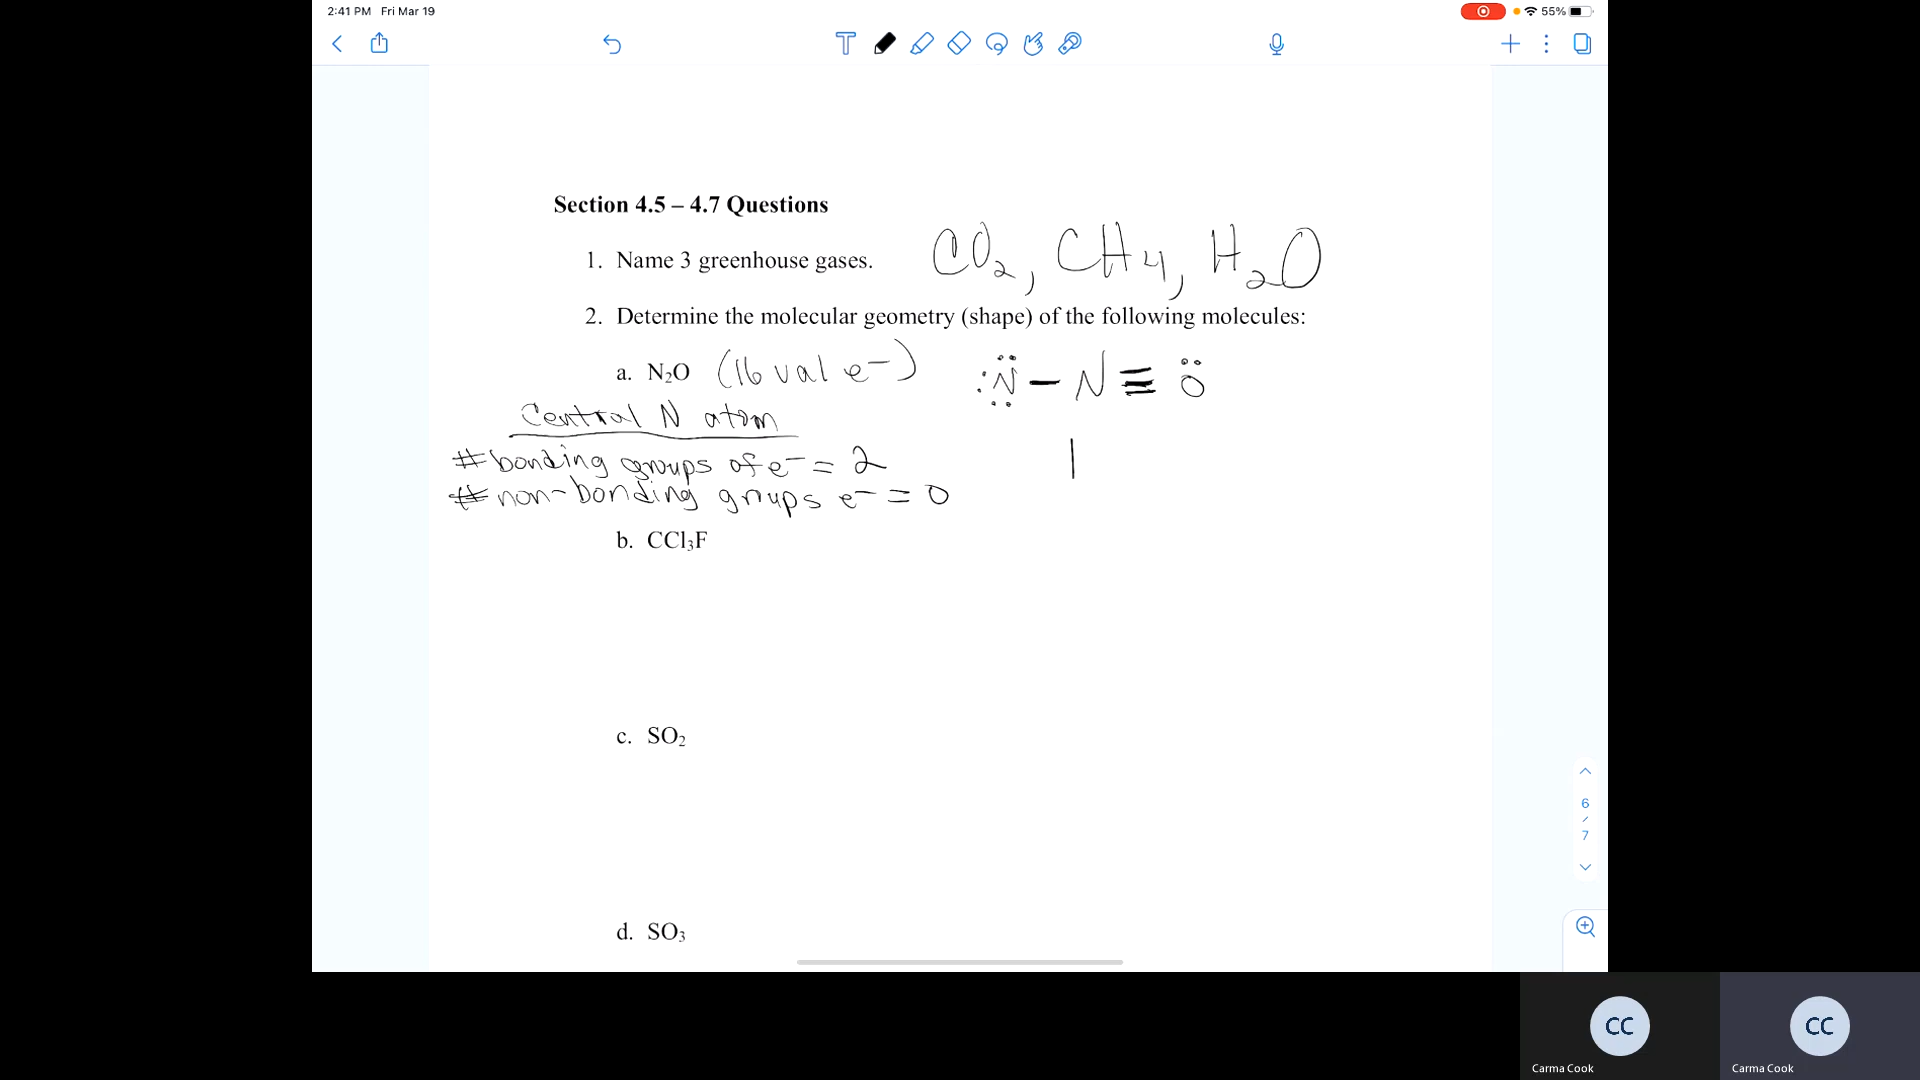 2:41 PM Fri Mar 19
55%
Section 4.5 – 4.7 Questions
1. Name 3 greenhouse gases. CO₂, CH₄, H₂O
2. Determine the molecular geometry (shape) of the following molecules:
a. N₂O (16 val e⁻) :N̈ – N ≡ Ö
Central N atom
# bonding groups of e⁻ = 2
# non-bonding groups e⁻ = 0
b. CCl₃F
c. SO₂
d. SO₃
6
/
7
CC
CC
Carma Cook
Carma Cook